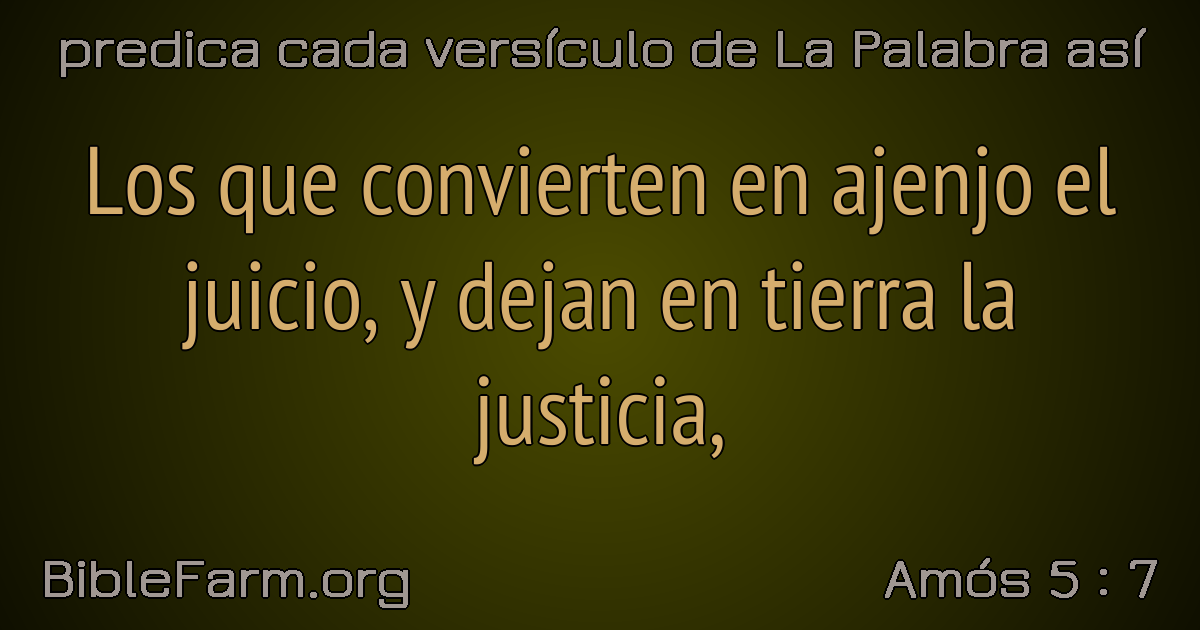 predica cada versículo de La Palabra así
Los que convierten en ajenjo el
juicio, y dejan en tierra la
justicia,
BibleFarm.org
Amós 5 : 7